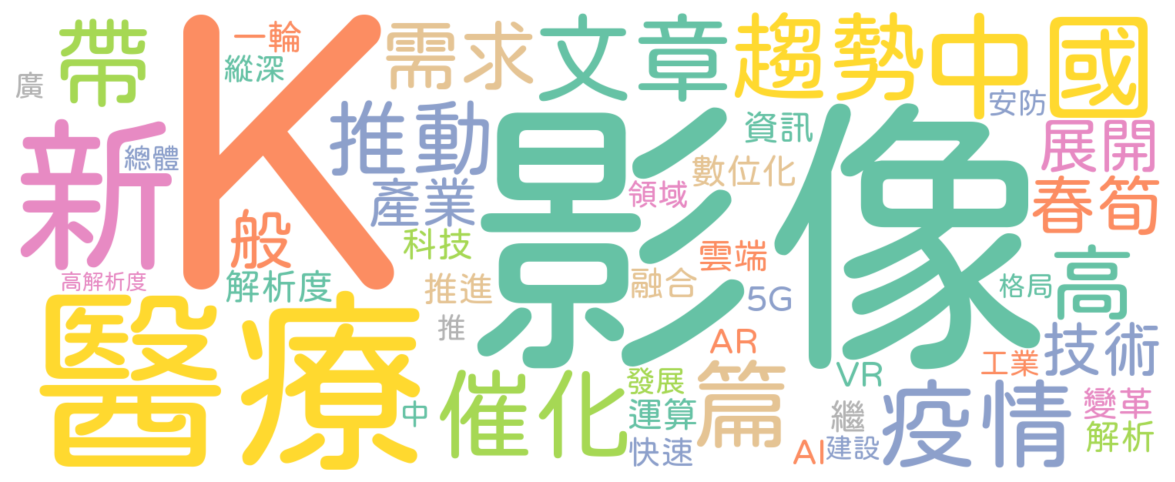 帶
K
一輪
縱深
需求
文章
趨勢
中國
廣
安防
新
總體
推動
影像
資訊
展開
數位化
產業
領域
春筍
般
科技
雲端
高
高解析度
解析度
推進
融合
5G
格局
推
醫療
AR
技術
VR
工業
催化
發展
篇
疫情
變革
中
運算
繼
解析
快速
AI
建設